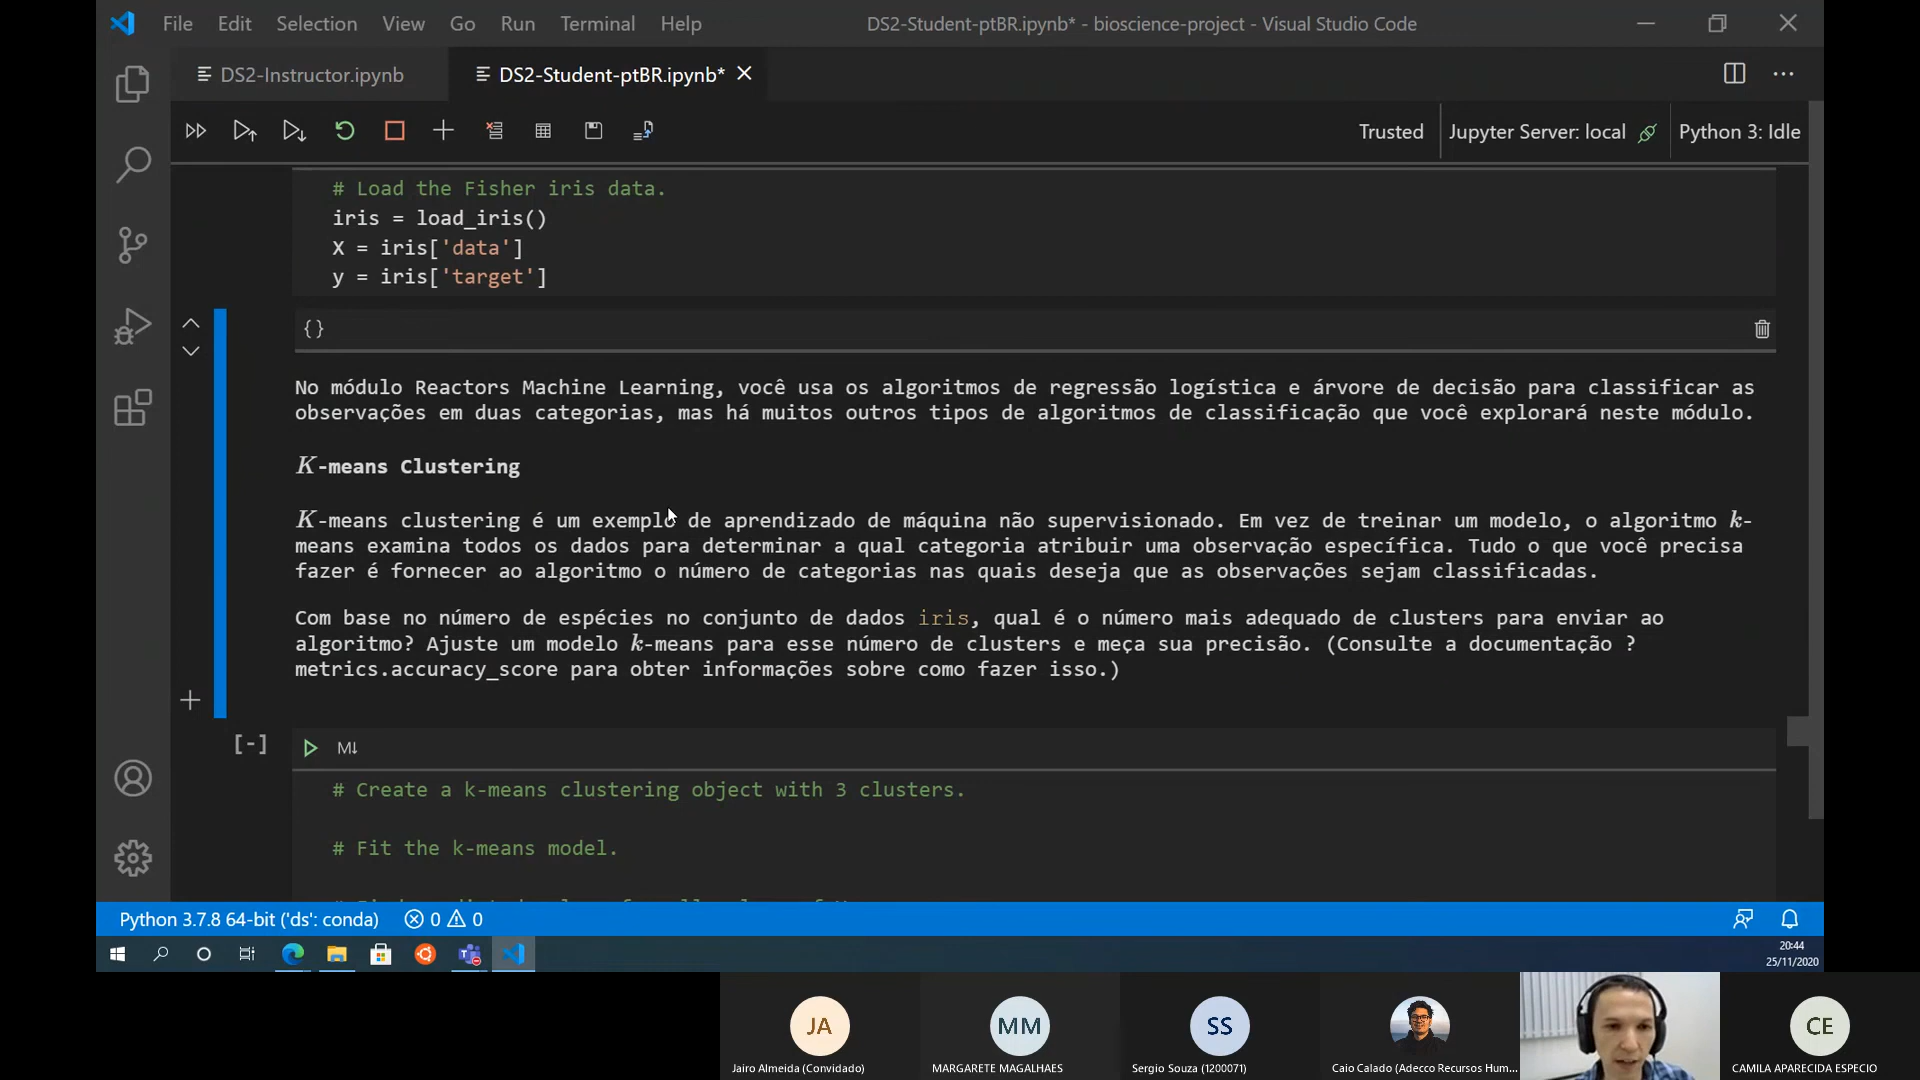 File Edit Selection View Go Run Terminal Help
DS2-Student-ptBR.ipynb* - bioscience-project - Visual Studio Code
DS2-Instructor.ipynb
DS2-Student-ptBR.ipynb*
Trusted
Jupyter Server: local
Python 3: Idle
# Load the Fisher iris data.
iris = load_iris()
X = iris['data']
y = iris['target']
{}
No módulo Reactors Machine Learning, você usa os algoritmos de regressão logística e árvore de decisão para classificar as
observações em duas categorias, mas há muitos outros tipos de algoritmos de classificação que você explorará neste módulo.
K-means Clustering
K-means clustering é um exemplo de aprendizado de máquina não supervisionado. Em vez de treinar um modelo, o algoritmo k-
means examina todos os dados para determinar a qual categoria atribuir uma observação específica. Tudo o que você precisa
fazer é fornecer ao algoritmo o número de categorias nas quais deseja que as observações sejam classificadas.
Com base no número de espécies no conjunto de dados iris, qual é o número mais adequado de clusters para enviar ao
algoritmo? Ajuste um modelo k-means para esse número de clusters e meça sua precisão. (Consulte a documentação ?
metrics.accuracy_score para obter informações sobre como fazer isso.)
[-]
M↓
# Create a k-means clustering object with 3 clusters.
# Fit the k-means model.
Python 3.7.8 64-bit ('ds': conda)
0
0
20:44
25/11/2020
JA
MM
SS
CE
Jairo Almeida (Convidado)
MARGARETE MAGALHAES
Sergio Souza (1200071)
Caio Calado (Adecco Recursos Hum...
CAMILA APARECIDA ESPECIO